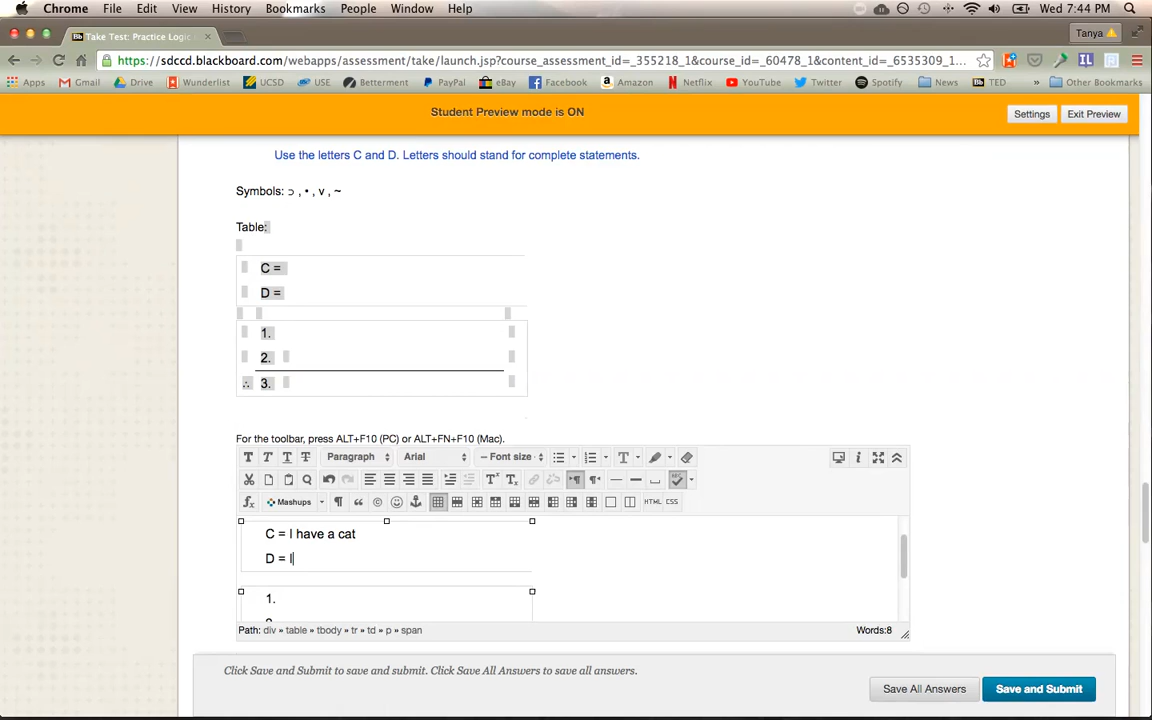 Chrome File Edit View History Bookmarks People Window Help Wed 7:44 PM
Bb Take Test: Practice Logic × Tanya
https://sdccd.blackboard.com/webapps/assessment/take/launch.jsp?course_assessment_id=_355218_1&course_id=_60478_1&content_id=_6535309_1...
Apps Gmail Drive Wunderlist UCSD USE Betterment PayPal eBay Facebook Amazon Netflix YouTube Twitter Spotify News TED » Other Bookmarks
Student Preview mode is ON
Settings Exit Preview
Use the letters C and D. Letters should stand for complete statements.
Symbols: ⊃ , • , v , ~
Table:
C =
D =
1.
2.
∴ 3.
For the toolbar, press ALT+F10 (PC) or ALT+FN+F10 (Mac).
T T T T Paragraph Arial – Font size T
T T ABC
fx Mashups ¶ “ © HTML CSS
C = I have a cat
D = I
1.
Path: div » table » tbody » tr » td » p » span Words:8
Click Save and Submit to save and submit. Click Save All Answers to save all answers.
Save All Answers Save and Submit